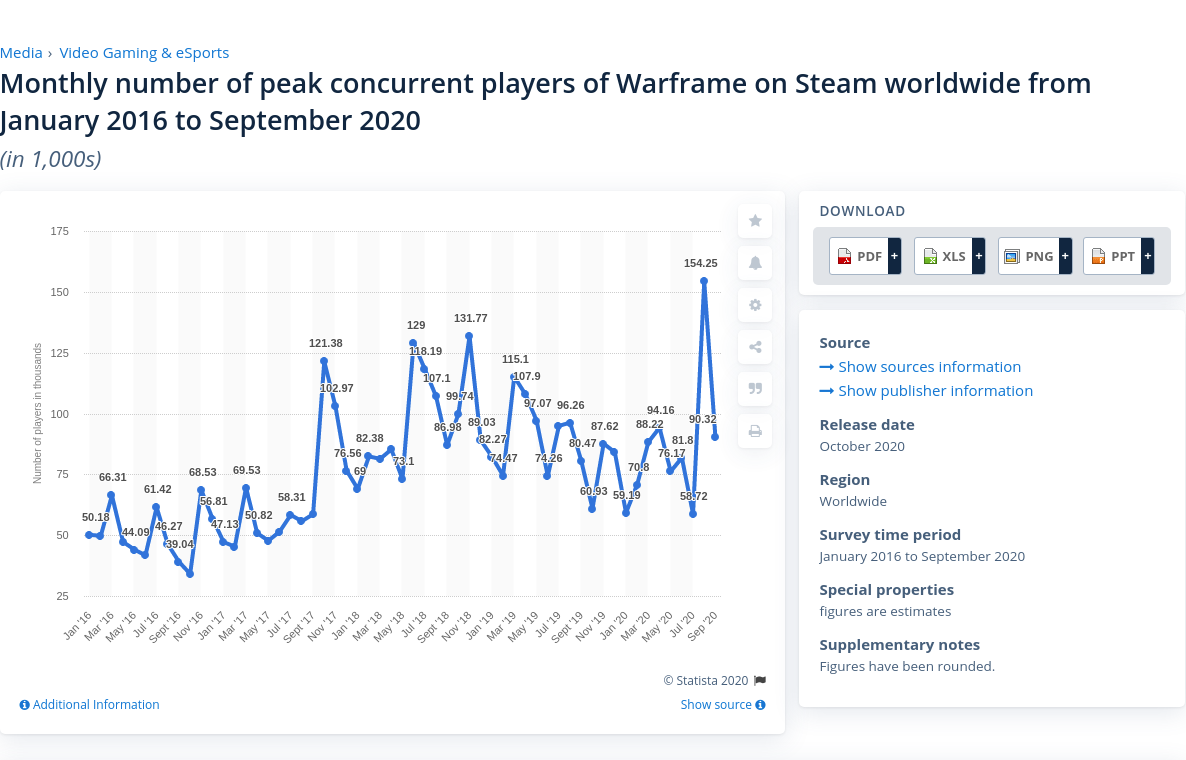 Media › Video Gaming & eSports
Monthly number of peak concurrent players of Warframe on Steam worldwide from
January 2016 to September 2020
(in 1,000s)
Number of players in thousands
175
150
125
100
75
50
25
50.18
66.31
44.09
61.42
46.27
39.04
68.53
56.81
47.13
69.53
50.82
58.31
121.38
102.97
76.56
69
82.38
73.1
129
118.19
107.1
86.98
99.74
131.77
89.03
82.27
74.47
115.1
107.9
97.07
74.26
96.26
80.47
60.93
87.62
59.19
70.8
88.22
94.16
76.17
81.8
58.72
154.25
90.32
Jan '16
Mar '16
May '16
Jul '16
Sept '16
Nov '16
Jan '17
Mar '17
May '17
Jul '17
Sept '17
Nov '17
Jan '18
Mar '18
May '18
Jul '18
Sept '18
Nov '18
Jan '19
Mar '19
May '19
Jul '19
Sept '19
Nov '19
Jan '20
Mar '20
May '20
Jul '20
Sep '20
© Statista 2020
Additional Information
Show source
DOWNLOAD
PDF +
XLS +
PNG +
PPT +
Source
Show sources information
Show publisher information
Release date
October 2020
Region
Worldwide
Survey time period
January 2016 to September 2020
Special properties
figures are estimates
Supplementary notes
Figures have been rounded.